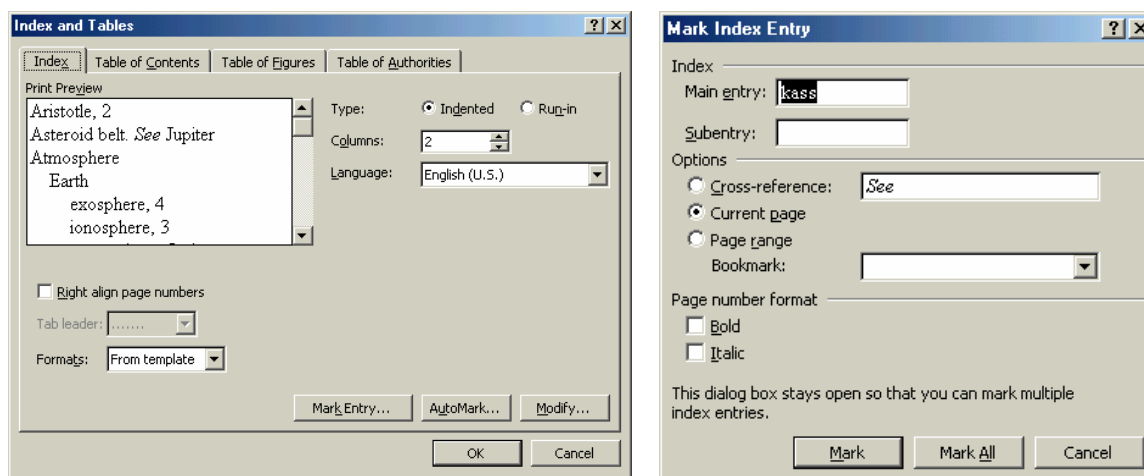 Index and Tables
Index
Table of Contents
Table of Figures
Table of Authorities
Print Preview
Aristotle, 2
Asteroid belt. See Jupiter
Atmosphere
Earth
exosphere, 4
ionosphere, 3
Type:
Indented
Run-in
Columns:
2
Language:
English (U.S.)
Right align page numbers
Tab leader:
.......
Formats:
From template
Mark Entry...
AutoMark...
Modify...
OK
Cancel
Mark Index Entry
Index
Main entry:
kass
Subentry:
Options
Cross-reference:
See
Current page
Page range
Bookmark:
Page number format
Bold
Italic
This dialog box stays open so that you can mark multiple
index entries.
Mark
Mark All
Cancel